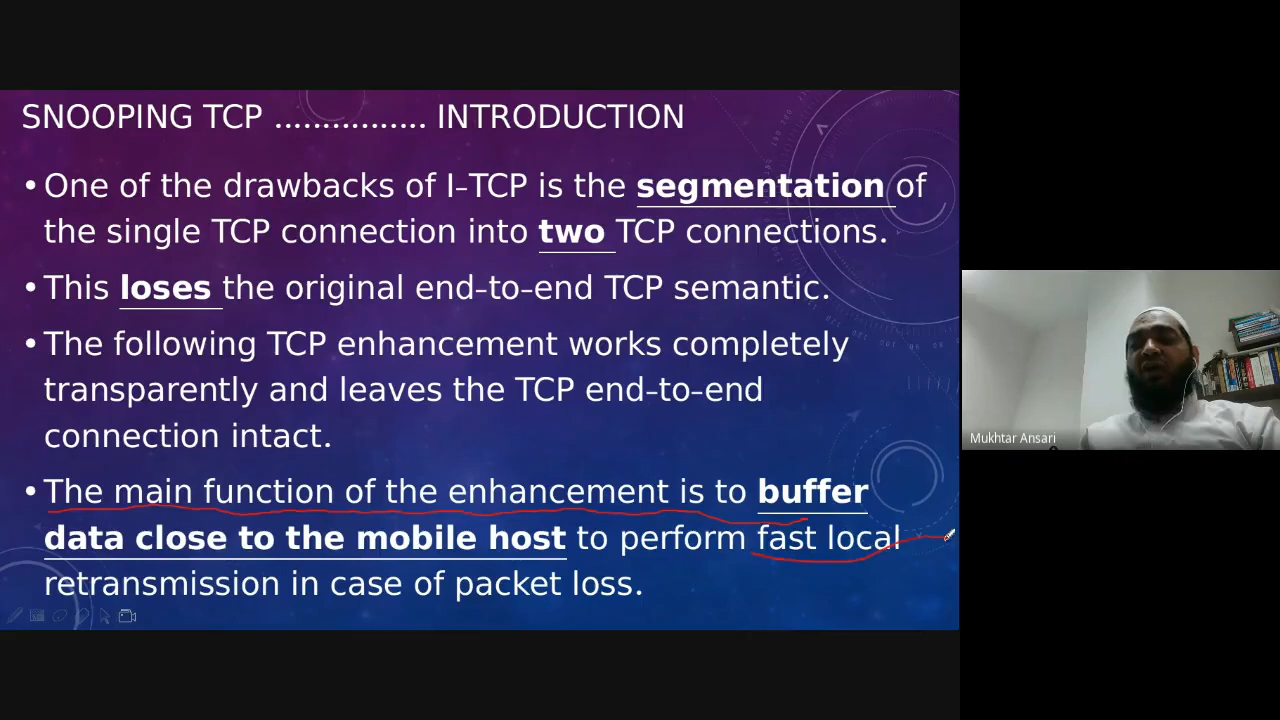 SNOOPING TCP ................ INTRODUCTION
• One of the drawbacks of I–TCP is the segmentation of
the single TCP connection into two TCP connections.
• This loses the original end–to–end TCP semantic.
• The following TCP enhancement works completely
transparently and leaves the TCP end–to–end
connection intact.
• The main function of the enhancement is to buffer
data close to the mobile host to perform fast local
retransmission in case of packet loss.
Mukhtar Ansari